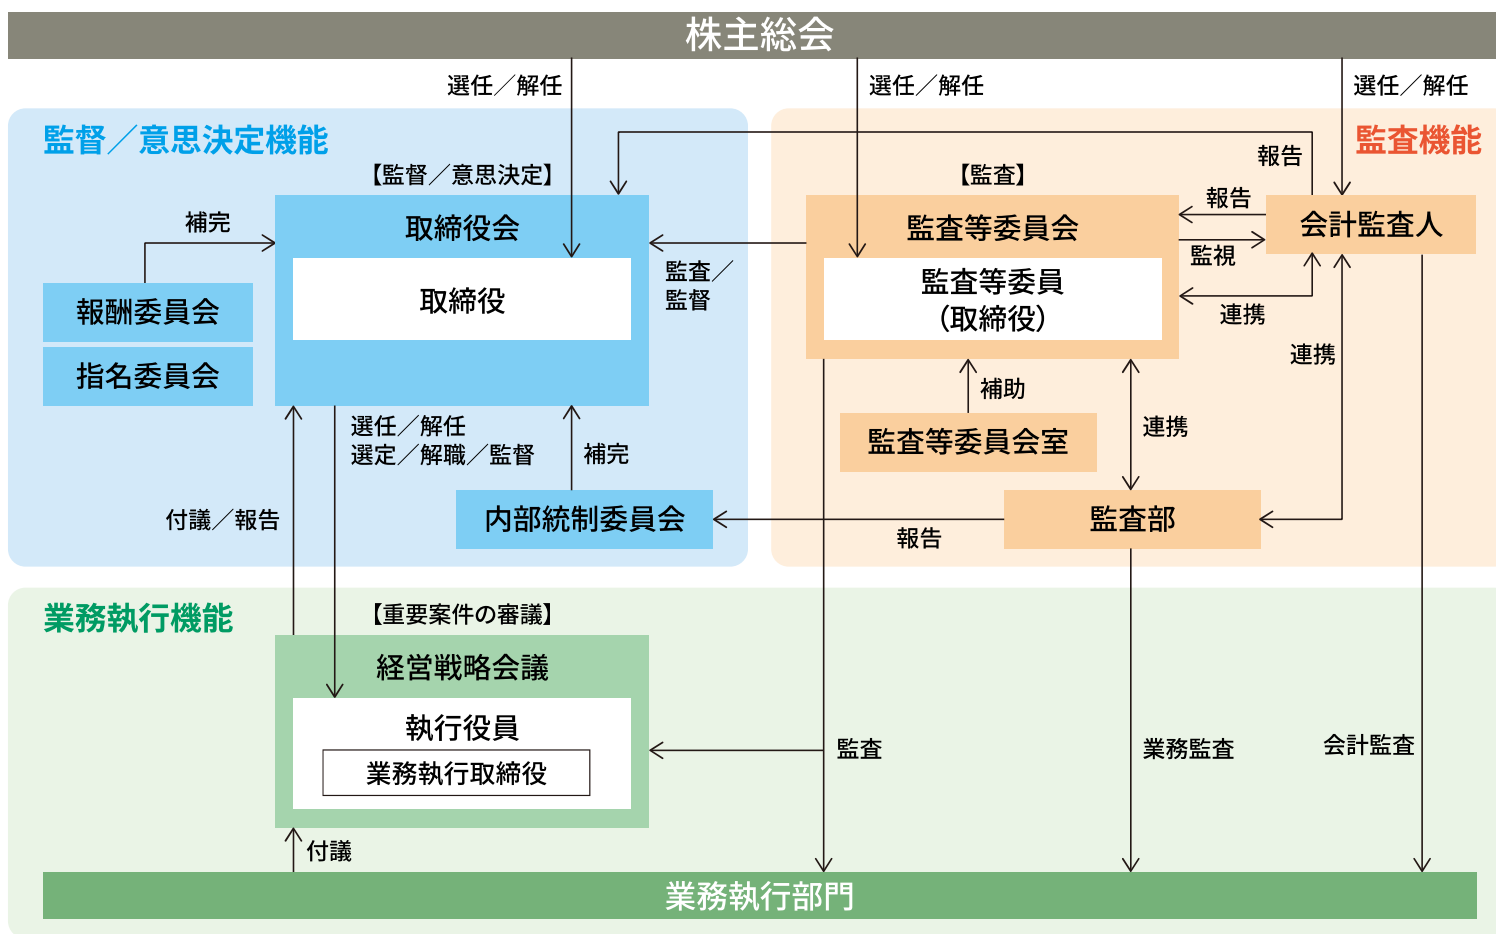 株主総会
選任／解任
選任／解任
選任／解任
監督／意思決定機能
監査機能
【監督／意思決定】
【監査】
報告
補完
取締役会
取締役
監査／
監督
監査等委員会
監査等委員
（取締役）
報告
監視
連携
会計監査人
連携
報酬委員会
指名委員会
補助
監査等委員会室
連携
選任／解任
選定／解職／監督
補完
付議／報告
内部統制委員会
報告
監査部
業務執行機能
【重要案件の審議】
経営戦略会議
執行役員
業務執行取締役
監査
業務監査
会計監査
付議
業務執行部門